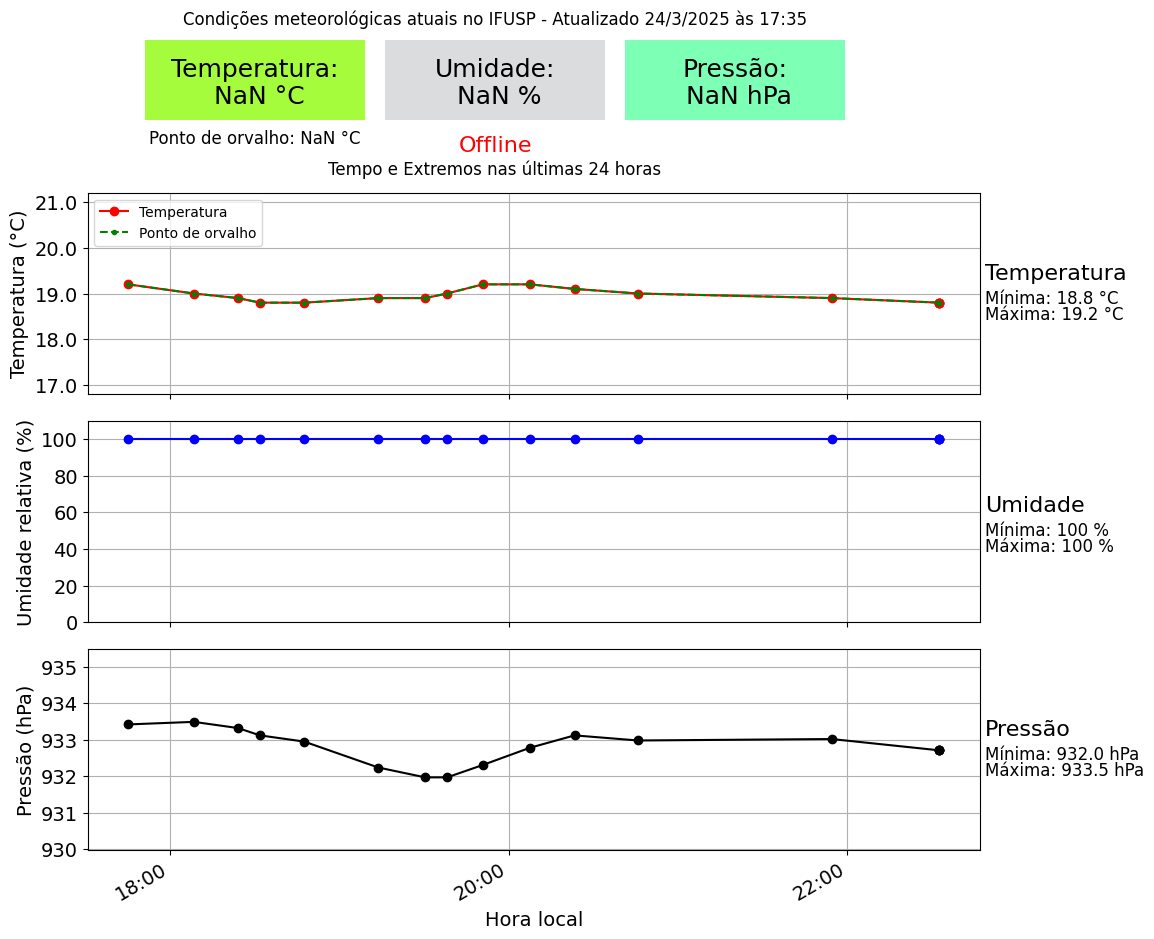 Condições meteorológicas atuais no IFUSP - Atualizado 24/3/2025 às 17:35
Temperatura:
NaN °C
Umidade:
NaN %
Pressão:
NaN hPa
Ponto de orvalho: NaN °C
Offline
Tempo e Extremos nas últimas 24 horas
Temperatura (°C)
21.0
20.0
19.0
18.0
17.0
Temperatura
Ponto de orvalho
Temperatura
Mínima: 18.8 °C
Máxima: 19.2 °C
Umidade relativa (%)
100
80
60
40
20
0
Umidade
Mínima: 100 %
Máxima: 100 %
Pressão (hPa)
935
934
933
932
931
930
Pressão
Mínima: 932.0 hPa
Máxima: 933.5 hPa
18:00
20:00
22:00
Hora local